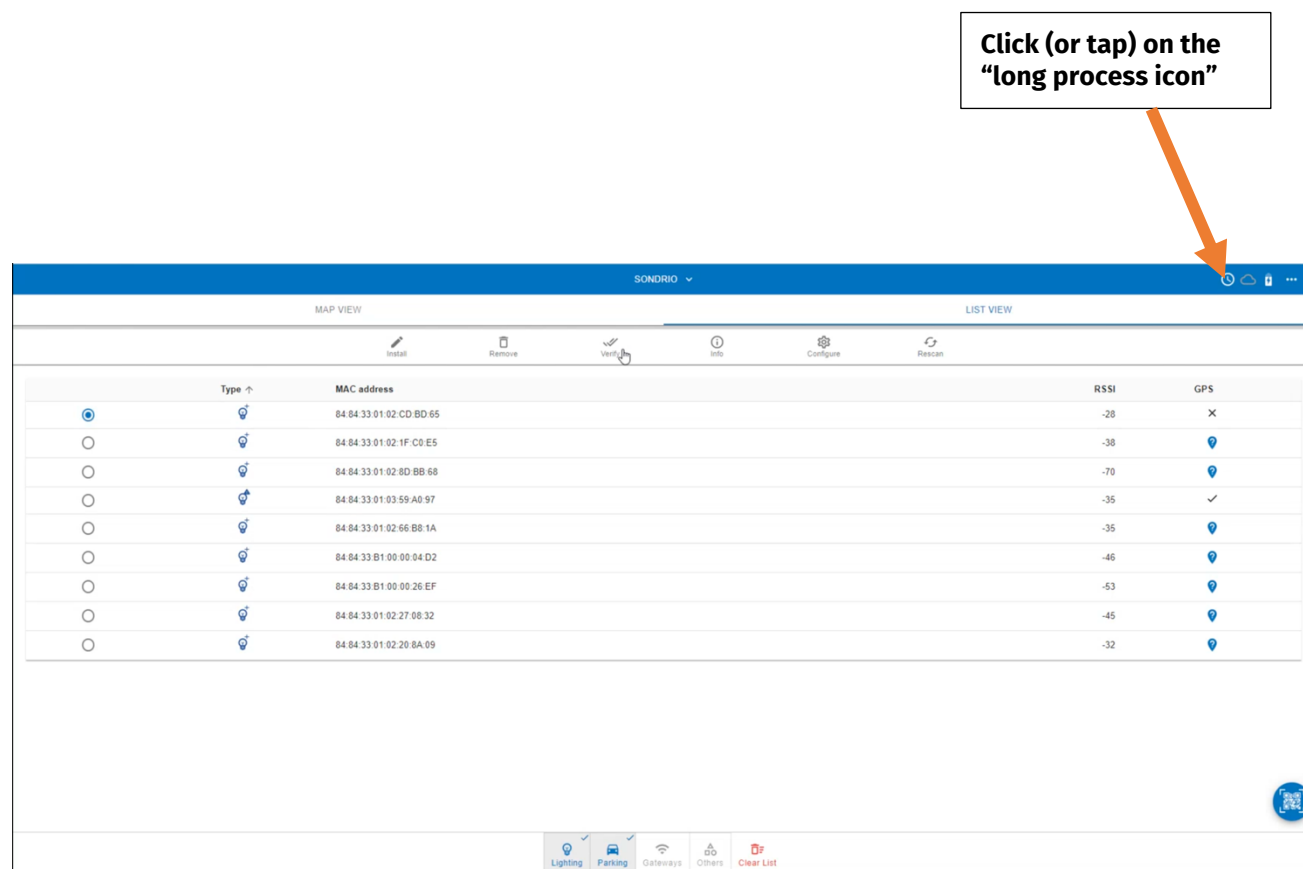 Click (or tap) on the
“long process icon”
SONDRIO
MAP VIEW LIST VIEW
Install Remove Verify Info Configure Rescan
Type MAC address RSSI GPS
84:84:33:01:02:CD:BD:65 -28
84:84:33:01:02:1F:C0:E5 -38
84:84:33:01:02:8D:BB:68 -70
84:84:33:01:03:59:A0:97 -35
84:84:33:01:02:66:B8:1A -35
84:84:33:B1:00:00:04:D2 -46
84:84:33:B1:00:00:26:EF -53
84:84:33:01:02:27:08:32 -45
84:84:33:01:02:20:8A:09 -32
Lighting Parking Gateways Others Clear List